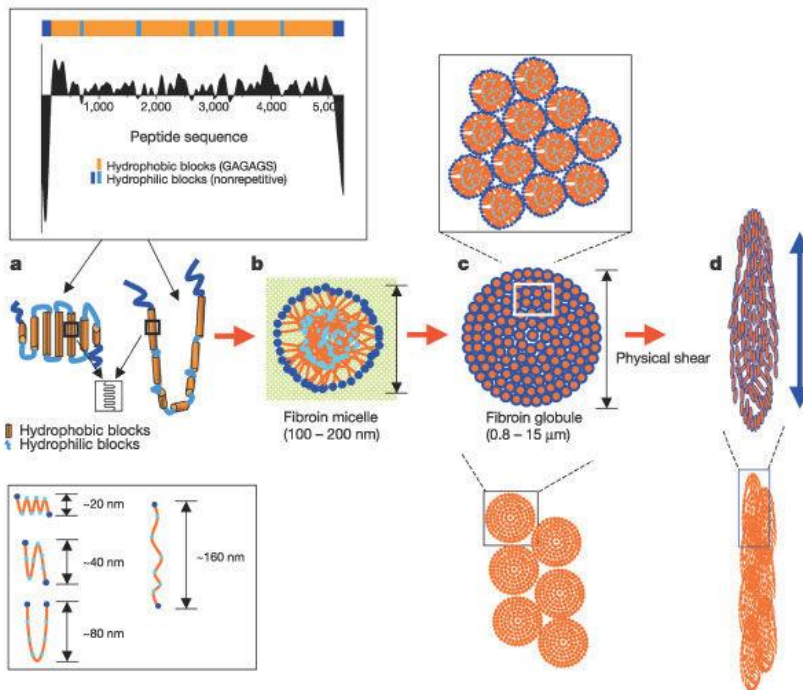 1,000 2,000 3,000 4,000 5,000
Peptide sequence
Hydrophobic blocks (GAGAGS)
Hydrophilic blocks (nonrepetitive)
a
b
c
d
Physical shear
Fibroin micelle
(100 – 200 nm)
Fibroin globule
(0.8 – 15 μm)
Hydrophobic blocks
Hydrophilic blocks
~20 nm
~40 nm
~80 nm
~160 nm